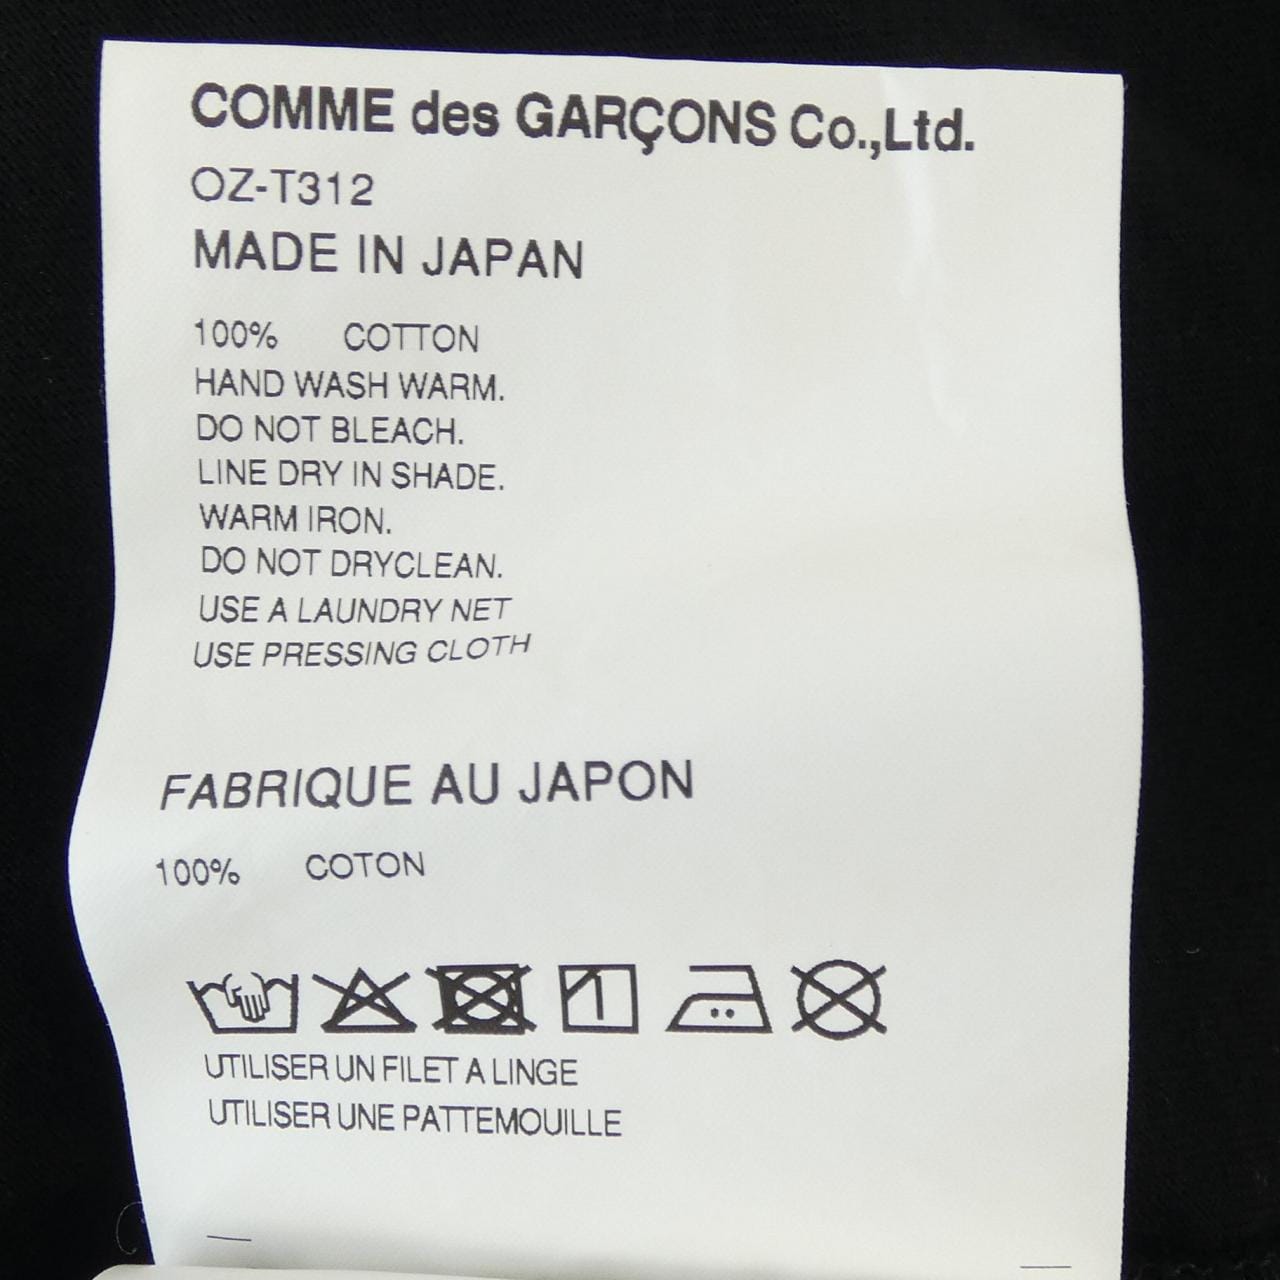 COMME des GARÇONS Co.,Ltd.
OZ-T312
MADE IN JAPAN
100% COTTON
HAND WASH WARM.
DO NOT BLEACH.
LINE DRY IN SHADE.
WARM IRON.
DO NOT DRYCLEAN.
USE A LAUNDRY NET
USE PRESSING CLOTH
FABRIQUE AU JAPON
100% COTON
UTILISER UN FILET A LINGE
UTILISER UNE PATTEMOUILLE